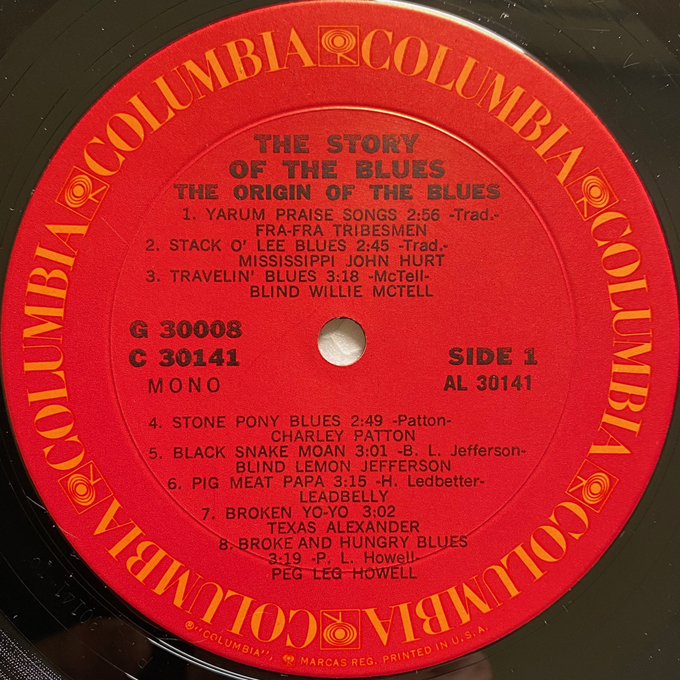 COLUMBIA COLUMBIA COLUMBIA COLUMBIA COLUMBIA COLUMBIA
THE STORY
OF THE BLUES
THE ORIGIN OF THE BLUES
1. YARUM PRAISE SONGS 2:56 -Trad.-
FRA-FRA TRIBESMEN
2. STACK O' LEE BLUES 2:45 -Trad.-
MISSISSIPPI JOHN HURT
3. TRAVELIN' BLUES 3:18 -McTell-
BLIND WILLIE MCTELL
G 30008
C 30141
SIDE 1
MONO
AL 30141
4. STONE PONY BLUES 2:49 -Patton-
CHARLEY PATTON
5. BLACK SNAKE MOAN 3:01 -B. L. Jefferson-
BLIND LEMON JEFFERSON
6. PIG MEAT PAPA 3:15 -H. Ledbetter-
LEADBELLY
7. BROKEN YO-YO 3:02
TEXAS ALEXANDER
8. BROKE AND HUNGRY BLUES
3:19 -P. L. Howell-
PEG LEG HOWELL
®"COLUMBIA", MARCAS REG. PRINTED IN U.S.A.